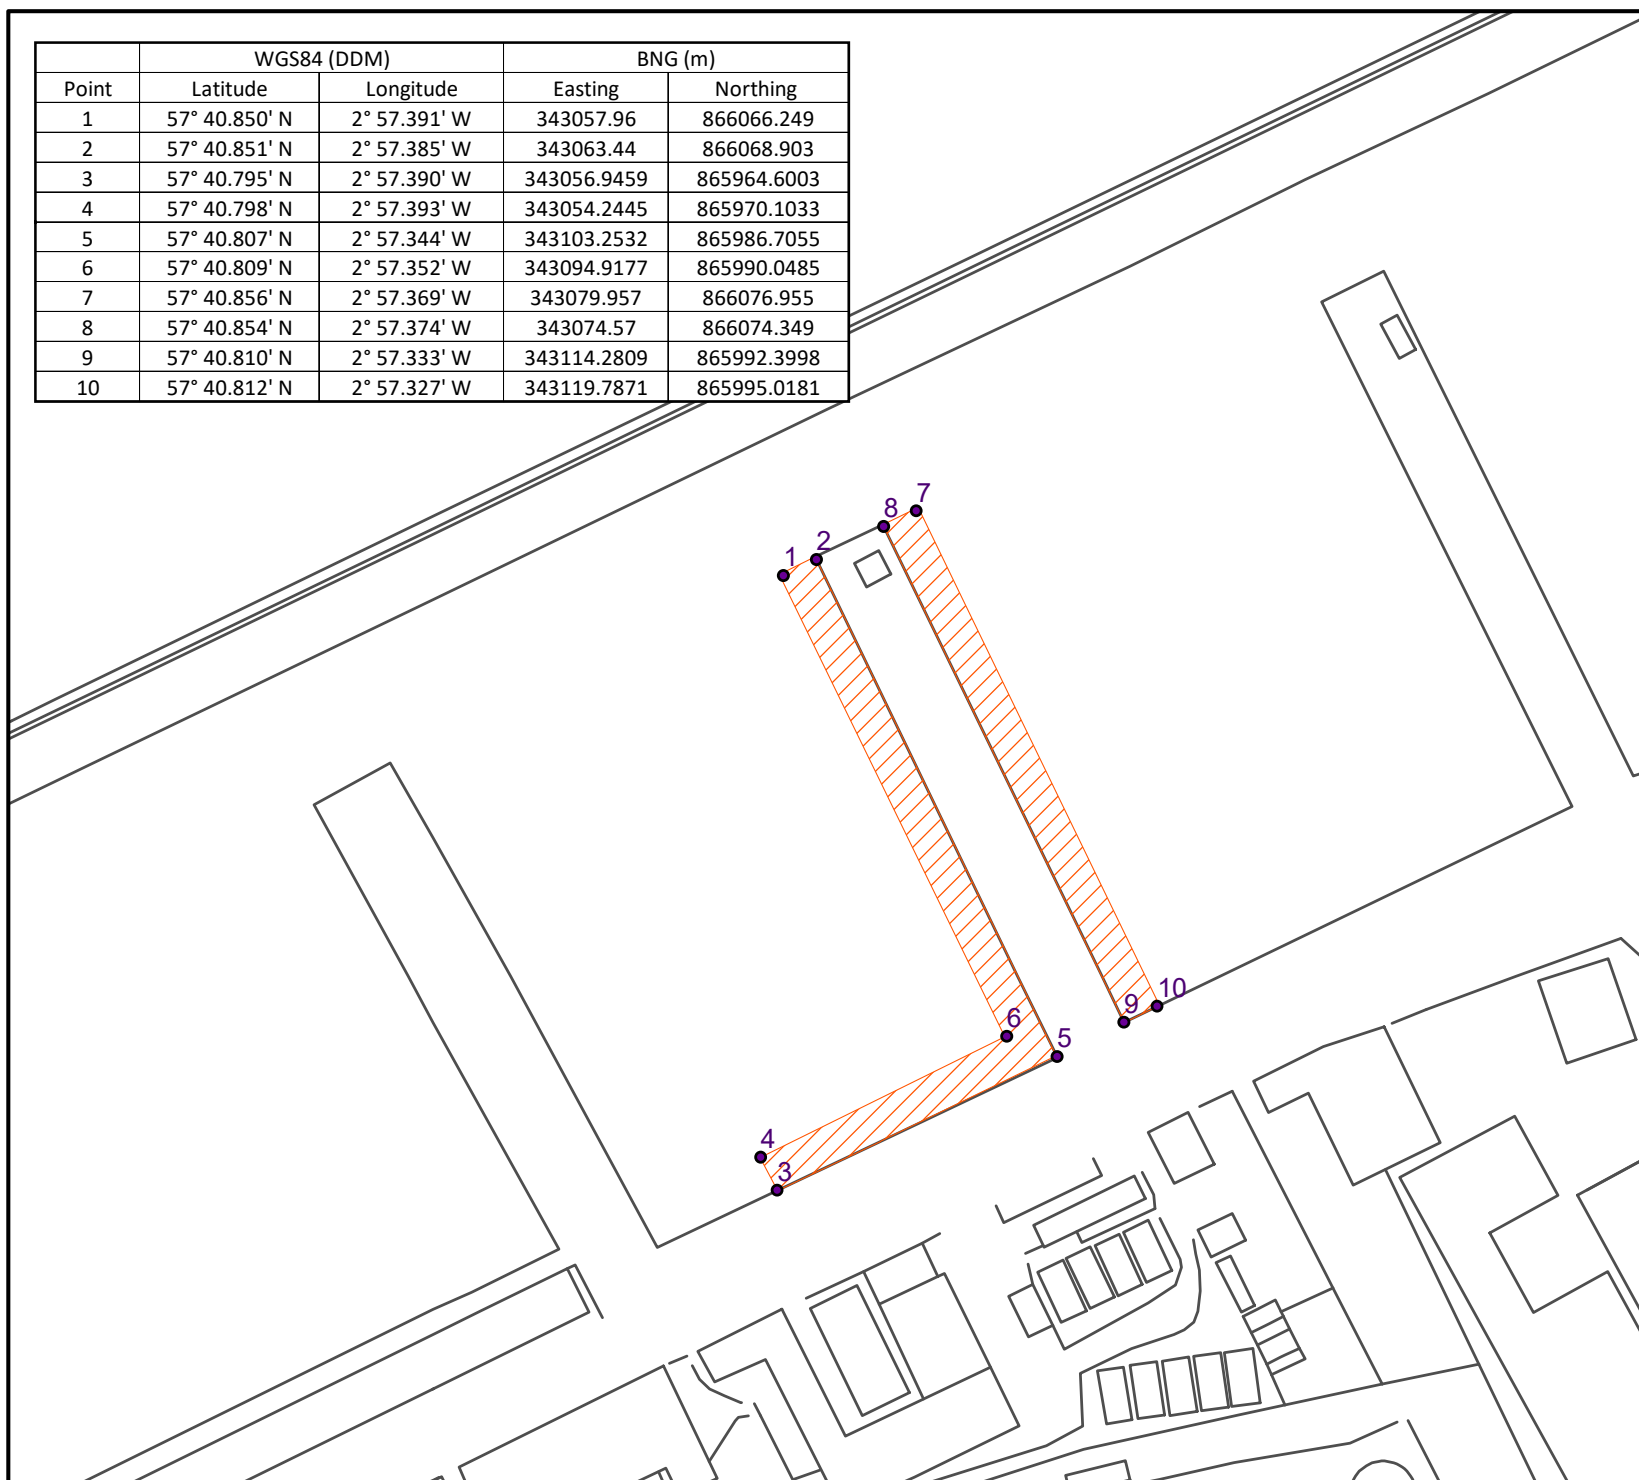 WGS84 (DDM) BNG (m)
Point Latitude Longitude Easting Northing
1 57° 40.850' N 2° 57.391' W 343057.96 866066.249
2 57° 40.851' N 2° 57.385' W 343063.44 866068.903
3 57° 40.795' N 2° 57.390' W 343056.9459 865964.6003
4 57° 40.798' N 2° 57.393' W 343054.2445 865970.1033
5 57° 40.807' N 2° 57.344' W 343103.2532 865986.7055
6 57° 40.809' N 2° 57.352' W 343094.9177 865990.0485
7 57° 40.856' N 2° 57.369' W 343079.957 866076.955
8 57° 40.854' N 2° 57.374' W 343074.57 866074.349
9 57° 40.810' N 2° 57.333' W 343114.2809 865992.3998
10 57° 40.812' N 2° 57.327' W 343119.7871 865995.0181
7
8
2
1
10
9
6
5
4
3